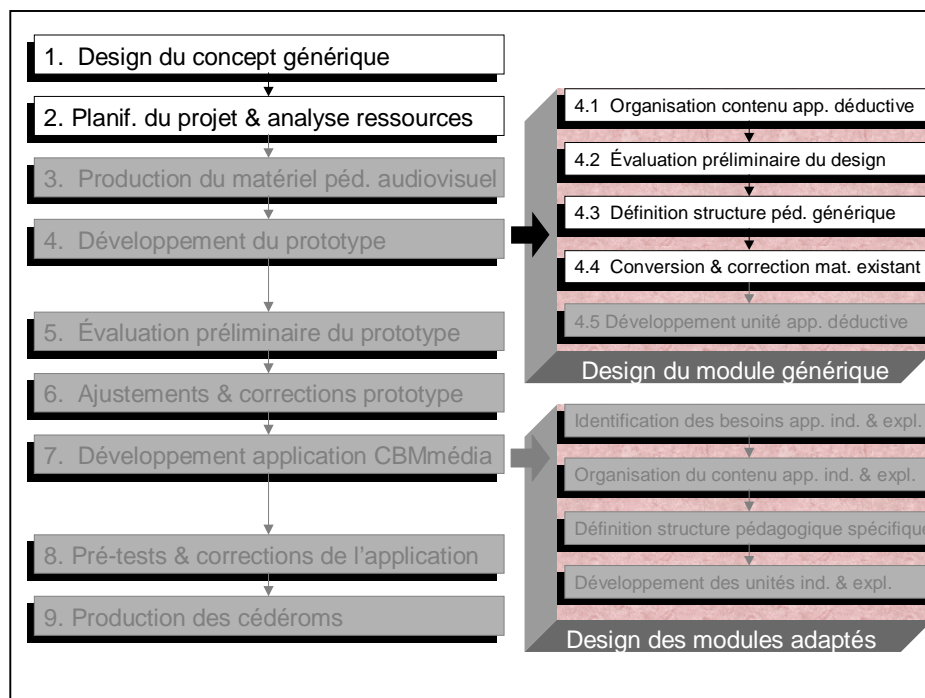 1. Design du concept générique
2. Planif. du projet & analyse ressources
3. Production du matériel péd. audiovisuel
4. Développement du prototype
5. Évaluation préliminaire du prototype
6. Ajustements & corrections prototype
7. Développement application CBMmédia
8. Pré-tests & corrections de l'application
9. Production des cédéroms
4.1 Organisation contenu app. déductive
4.2 Évaluation préliminaire du design
4.3 Définition structure péd. générique
4.4 Conversion & correction mat. existant
4.5 Développement unité app. déductive
Design du module générique
Identification des besoins app. ind. & expl.
Organisation du contenu app. ind. & expl.
Définition structure pédagogique spécifique
Développement des unités ind. & expl.
Design des modules adaptés